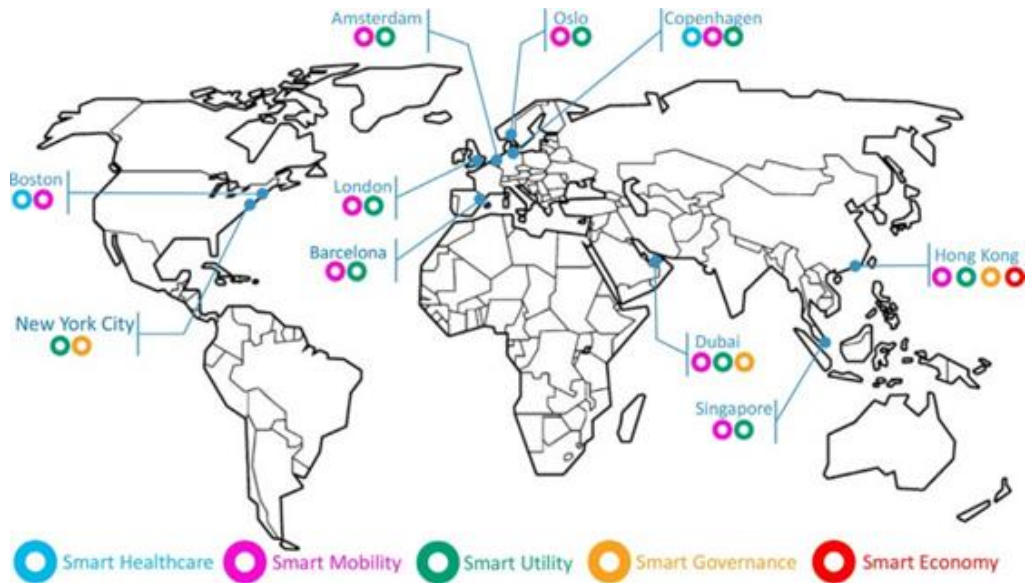 Amsterdam
Oslo
Copenhagen
Boston
London
Barcelona
Hong Kong
New York City
Dubai
Singapore
Smart Healthcare
Smart Mobility
Smart Utility
Smart Governance
Smart Economy